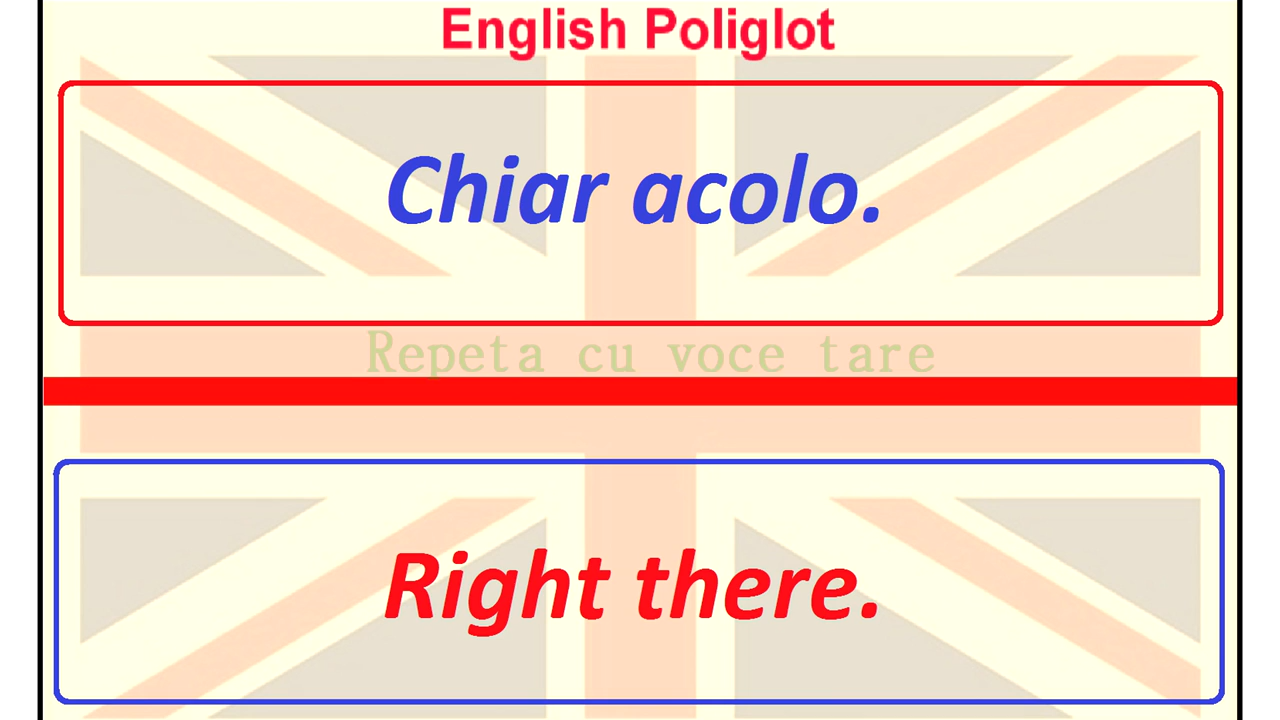 English Poliglot
Chiar acolo.
Repeta cu voce tare
Right there.